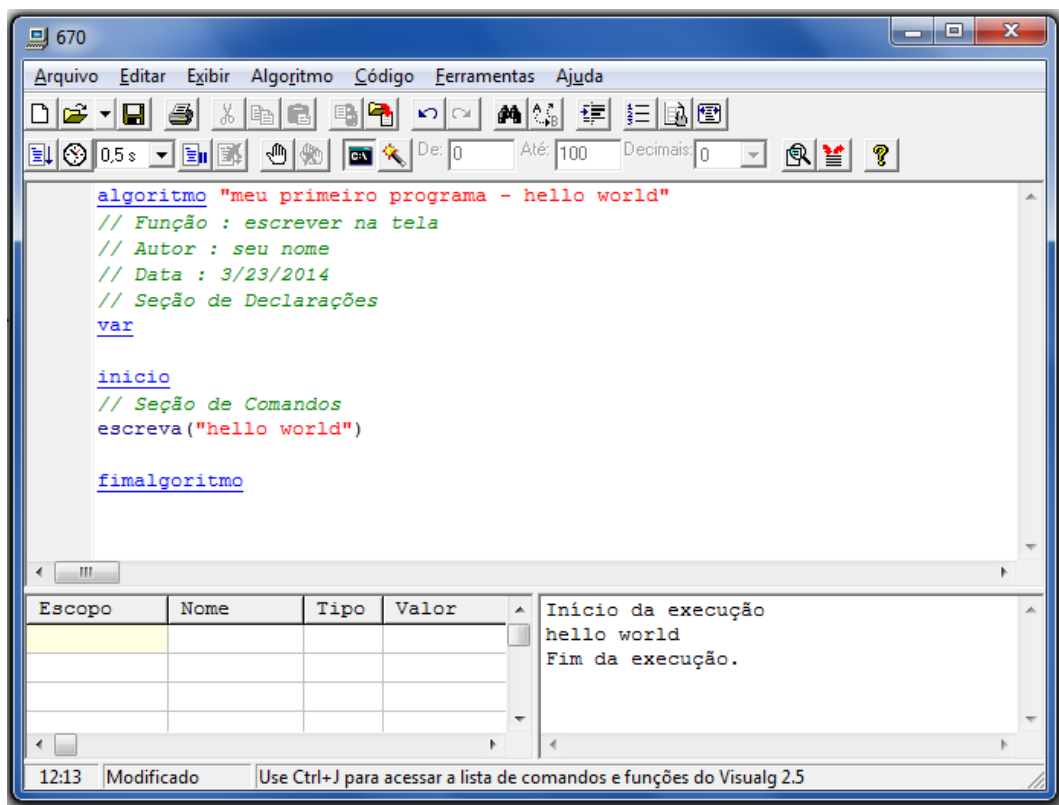 670
Arquivo Editar Exibir Algoritmo Código Ferramentas Ajuda
0,5 s De: 0 Até: 100 Decimais: 0
algoritmo "meu primeiro programa - hello world"
// Função : escrever na tela
// Autor : seu nome
// Data : 3/23/2014
// Seção de Declarações
var
inicio
// Seção de Comandos
escreva("hello world")
fimalgoritmo
Escopo Nome Tipo Valor
Início da execução
hello world
Fim da execução.
12:13 Modificado Use Ctrl+J para acessar a lista de comandos e funções do Visualg 2.5